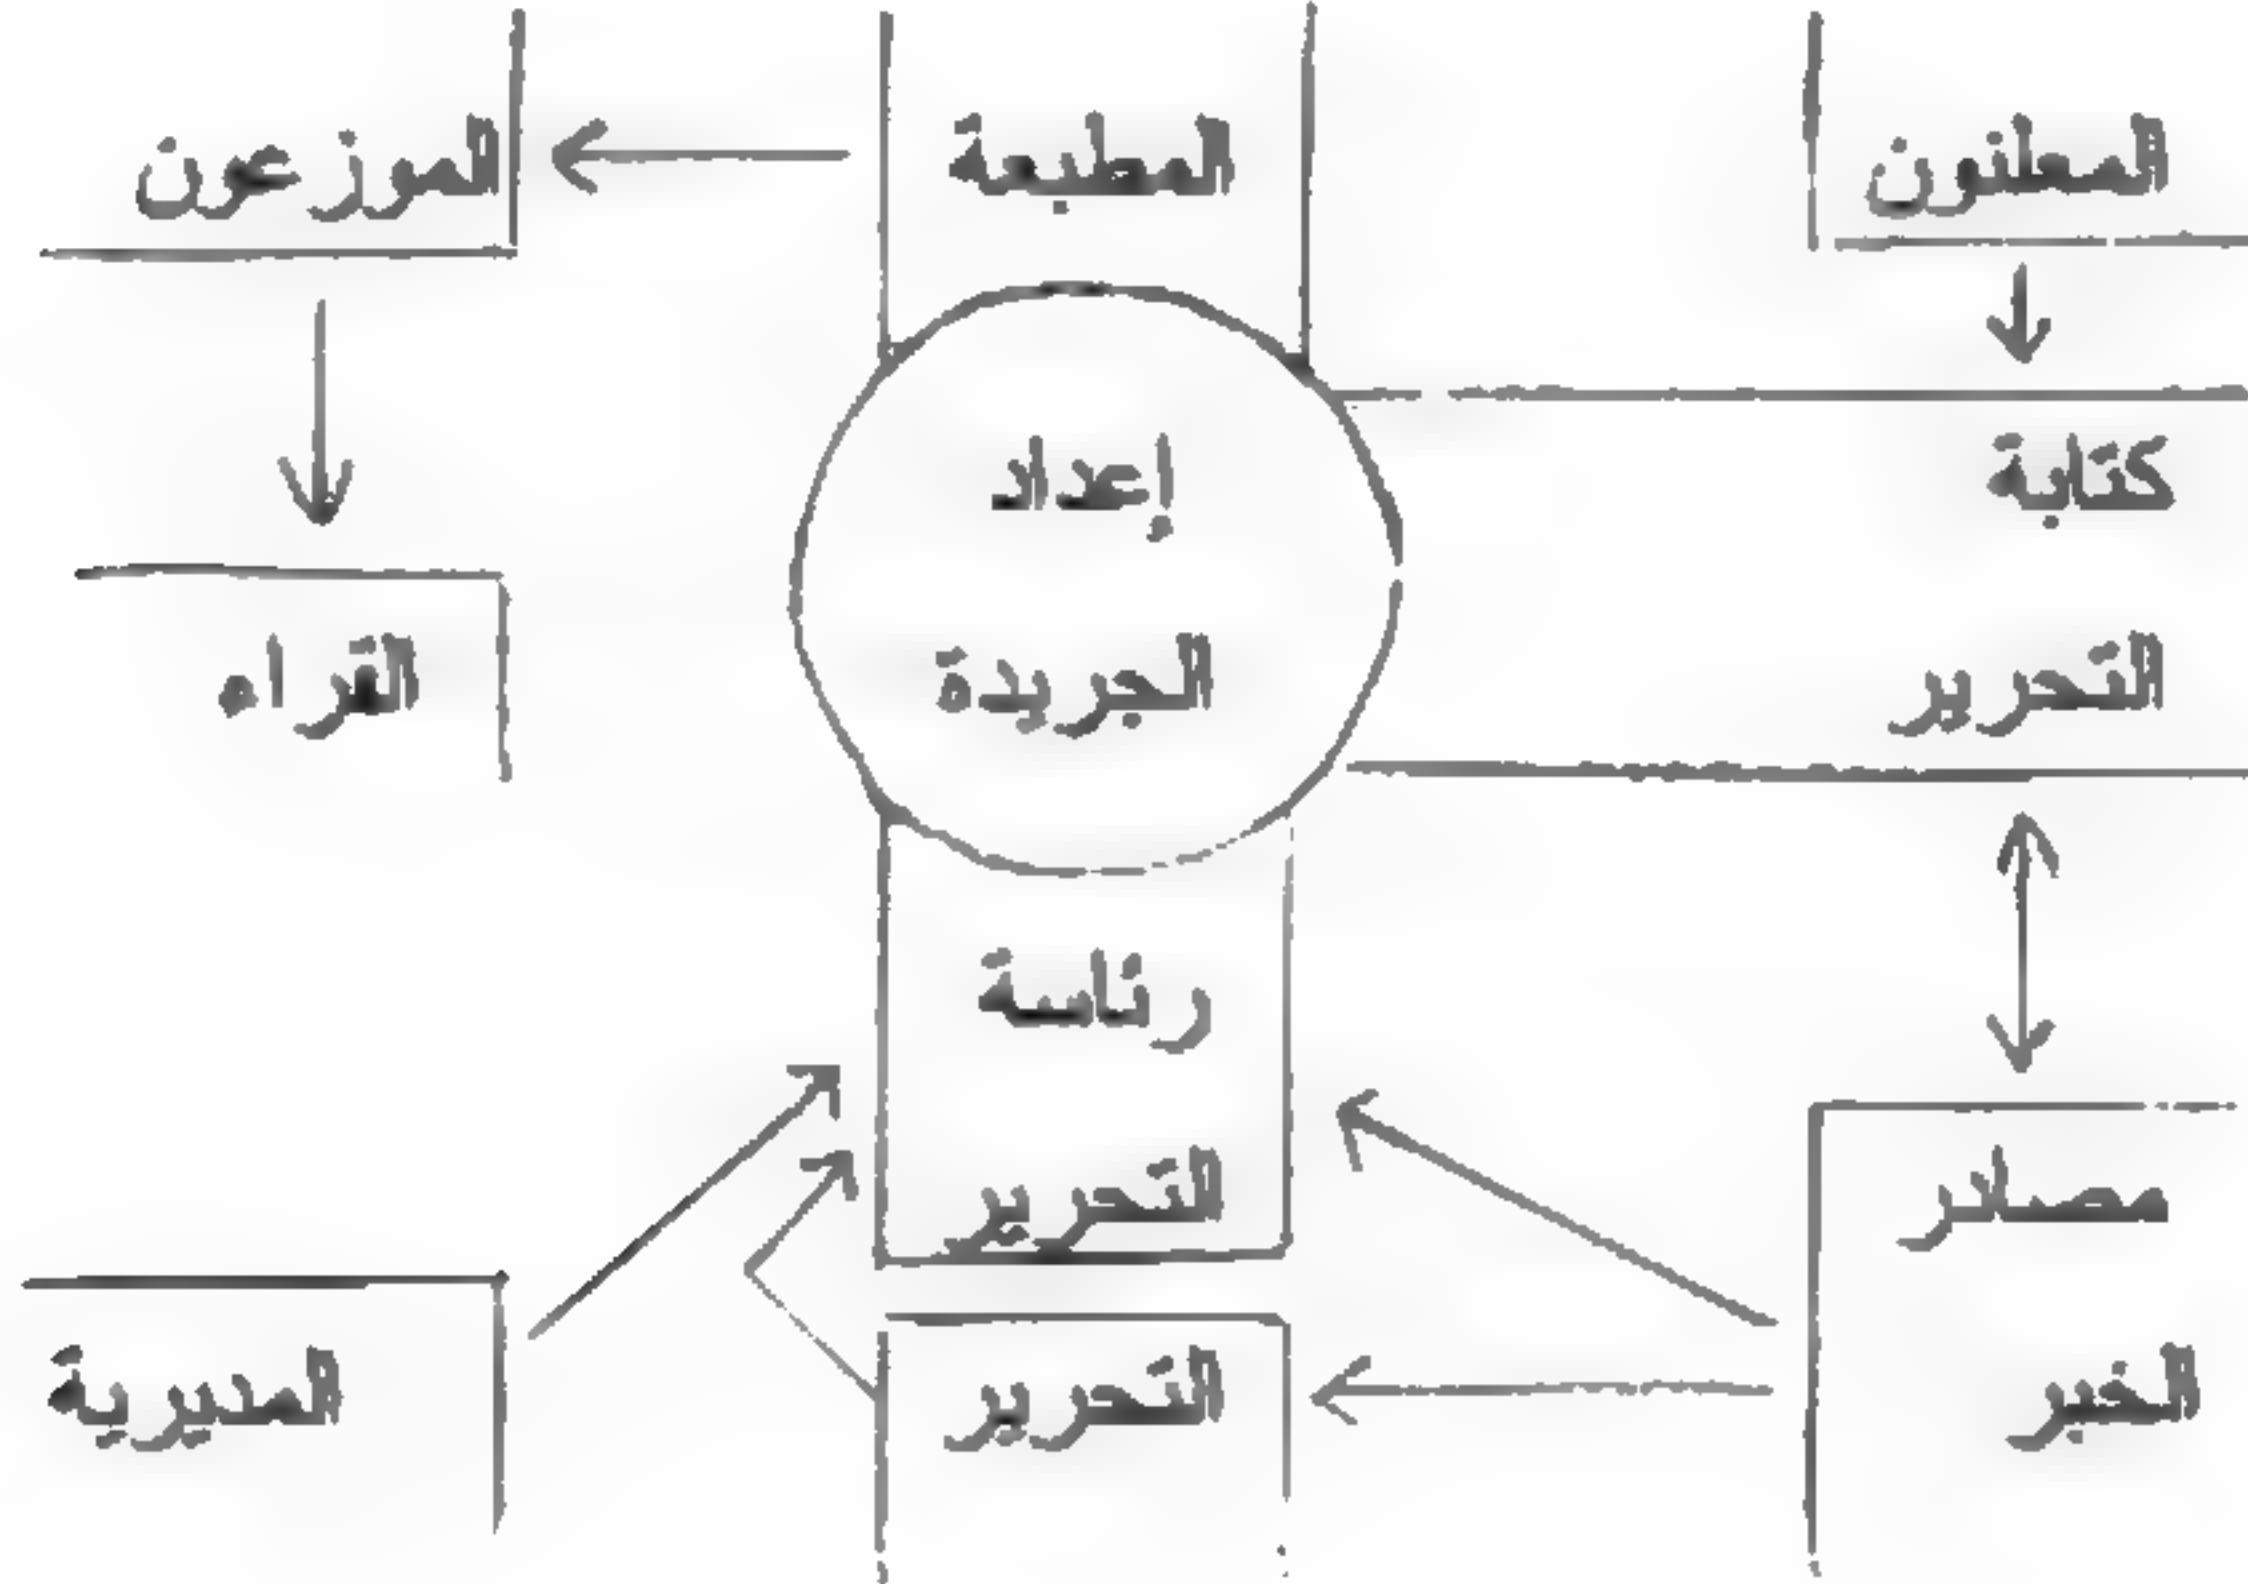 المعلنون
المطبعة
الموزعون
كتابة
التحرير
إعداد
الجريدة
القراء
رئاسة
التحرير
مصادر
الخبر
التحرير
المديرية